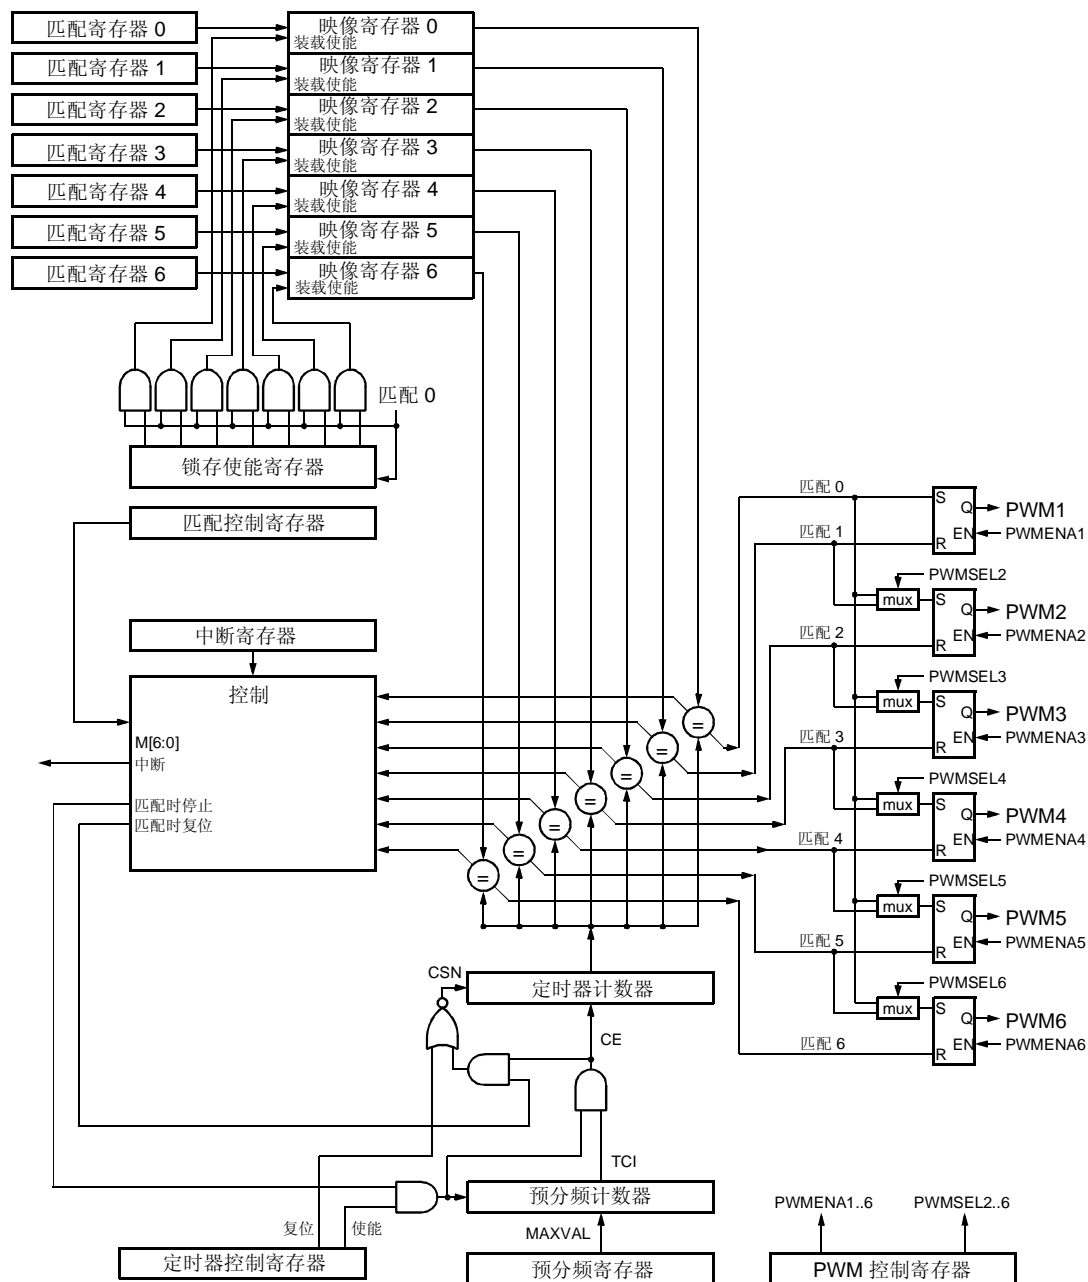 匹配寄存器 0
映像寄存器 0
装载使能
匹配寄存器 1
映像寄存器 1
装载使能
匹配寄存器 2
映像寄存器 2
装载使能
匹配寄存器 3
映像寄存器 3
装载使能
匹配寄存器 4
映像寄存器 4
装载使能
匹配寄存器 5
映像寄存器 5
装载使能
匹配寄存器 6
映像寄存器 6
装载使能
匹配 0
锁存使能寄存器
匹配控制寄存器
中断寄存器
控制
M[6:0]
中断
匹配时停止
匹配时复位
=
=
=
=
=
=
=
匹配 0
S
Q
PWM1
匹配 1
R
EN
PWMENA1
PWMSEL2
mux
S
Q
PWM2
匹配 2
R
EN
PWMENA2
PWMSEL3
mux
S
Q
PWM3
匹配 3
R
EN
PWMENA3
PWMSEL4
mux
S
Q
PWM4
匹配 4
R
EN
PWMENA4
PWMSEL5
mux
S
Q
PWM5
匹配 5
R
EN
PWMENA5
PWMSEL6
mux
S
Q
PWM6
匹配 6
R
EN
PWMENA6
CSN
定时器计数器
CE
TCI
预分频计数器
MAXVAL
预分频寄存器
复位
使能
定时器控制寄存器
PWMENA1..6
PWMSEL2..6
PWM 控制寄存器